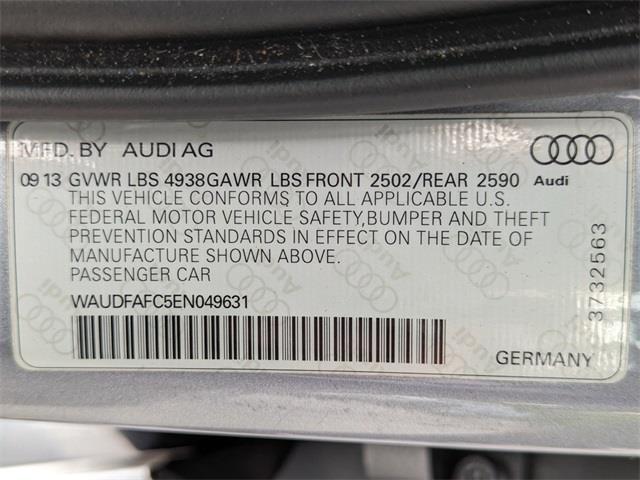 MFD. BY AUDI AG
09 13 GVWR LBS 4938GAWR LBS FRONT 2502/REAR 2590
THIS VEHICLE CONFORMS TO ALL APPLICABLE U.S.
FEDERAL MOTOR VEHICLE SAFETY,BUMPER AND THEFT
PREVENTION STANDARDS IN EFFECT ON THE DATE OF
MANUFACTURE SHOWN ABOVE.
PASSENGER CAR
WAUDFAFC5EN049631
Audi
3732563
GERMANY